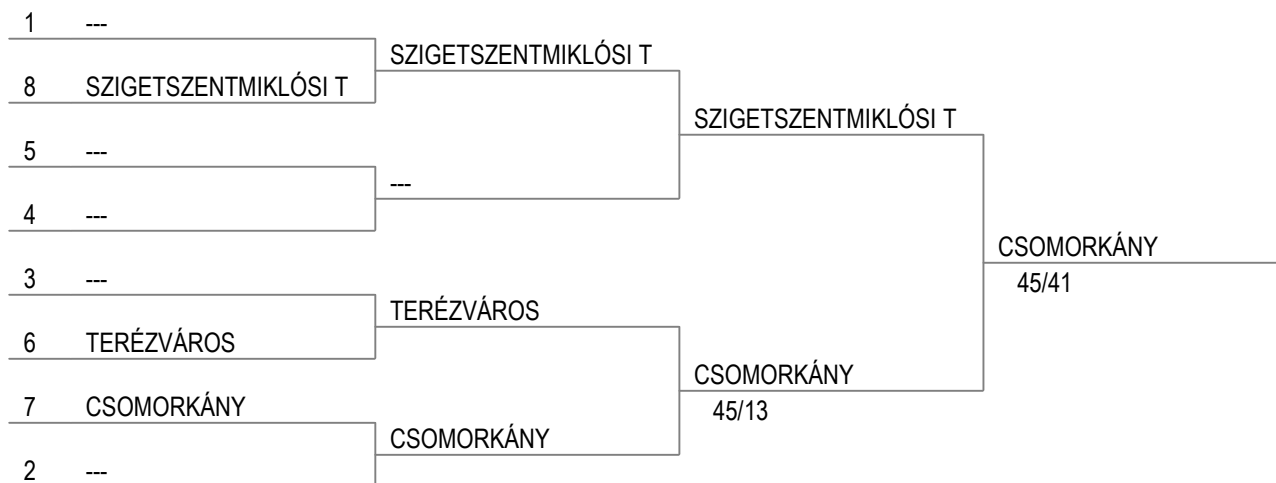 1 ---
SZIGETSZENTMIKLÓSI T
8 SZIGETSZENTMIKLÓSI T
SZIGETSZENTMIKLÓSI T
5 ---
---
4 ---
CSOMORKÁNY
45/41
3 ---
TERÉZVÁROS
6 TERÉZVÁROS
CSOMORKÁNY
45/13
7 CSOMORKÁNY
CSOMORKÁNY
2 ---